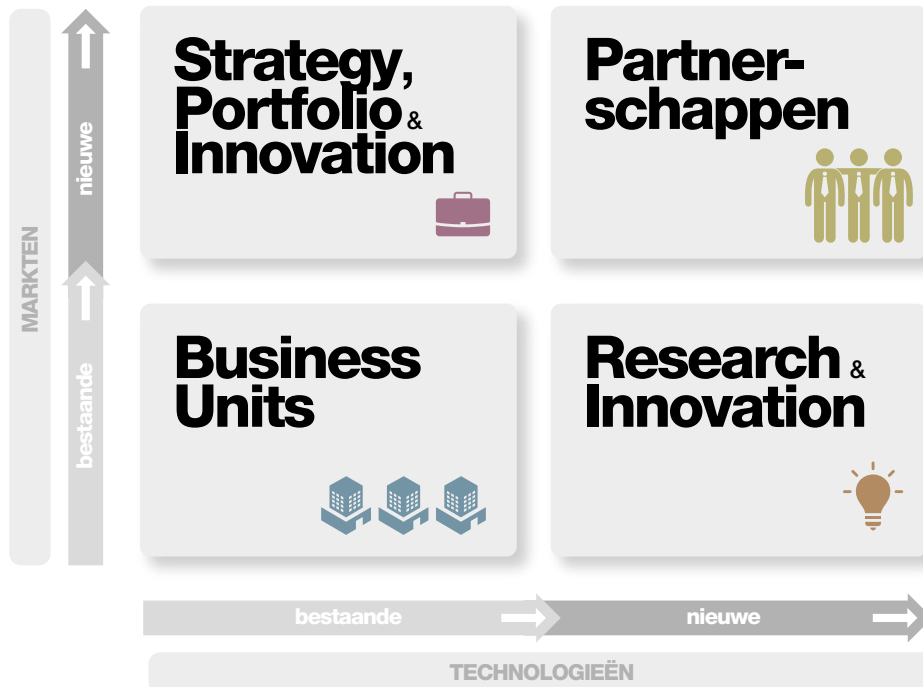 Strategy,
Portfolio &
Innovation
Partner-
schappen
Business
Units
Research &
Innovation
MARKTEN
nieuwe
bestaande
bestaande
nieuwe
TECHNOLOGIEËN